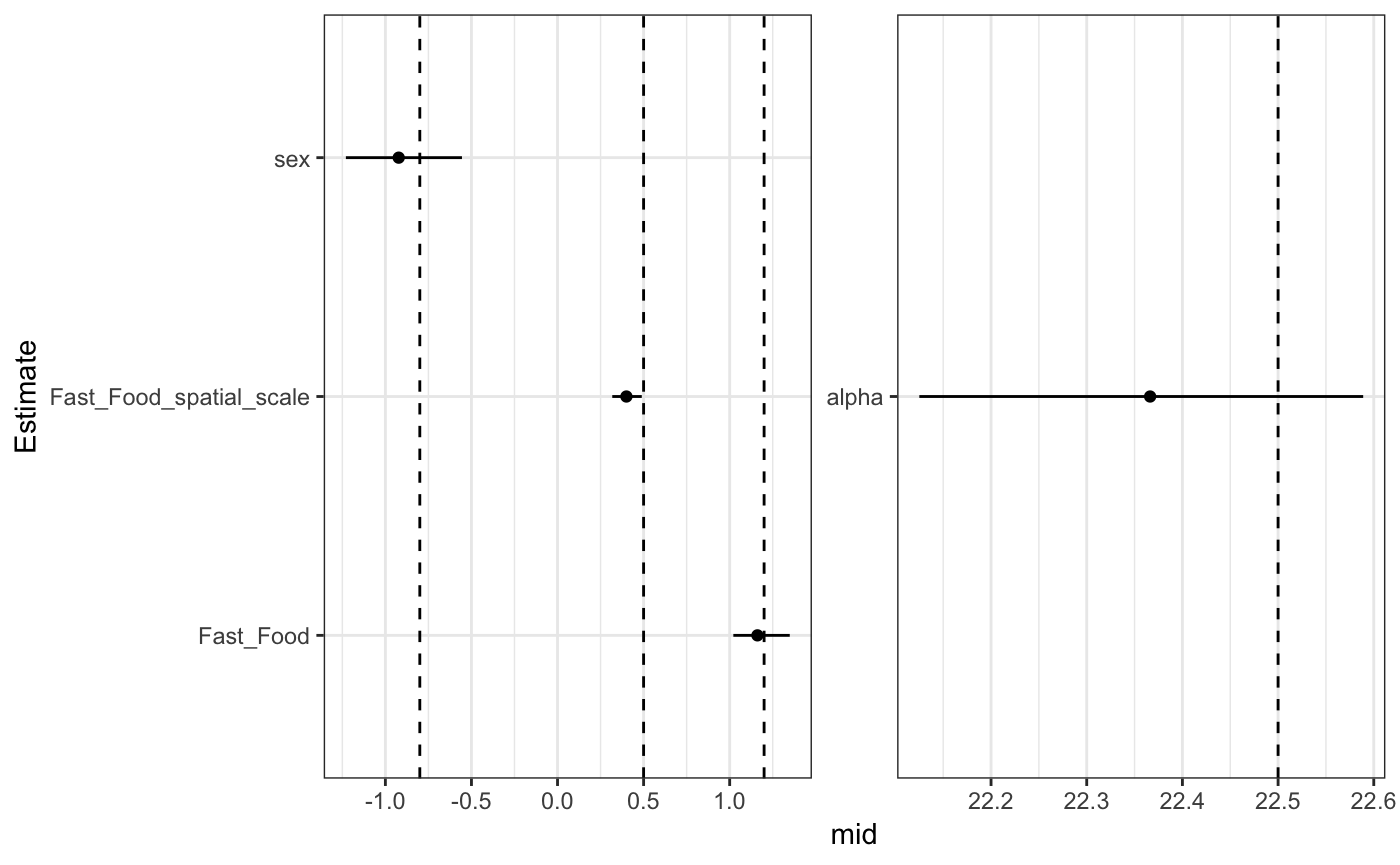 Estimate
sex
Fast_Food_spatial_scale
Fast_Food
alpha
-1.0 -0.5 0.0 0.5 1.0
22.2 22.3 22.4 22.5 22.6
mid